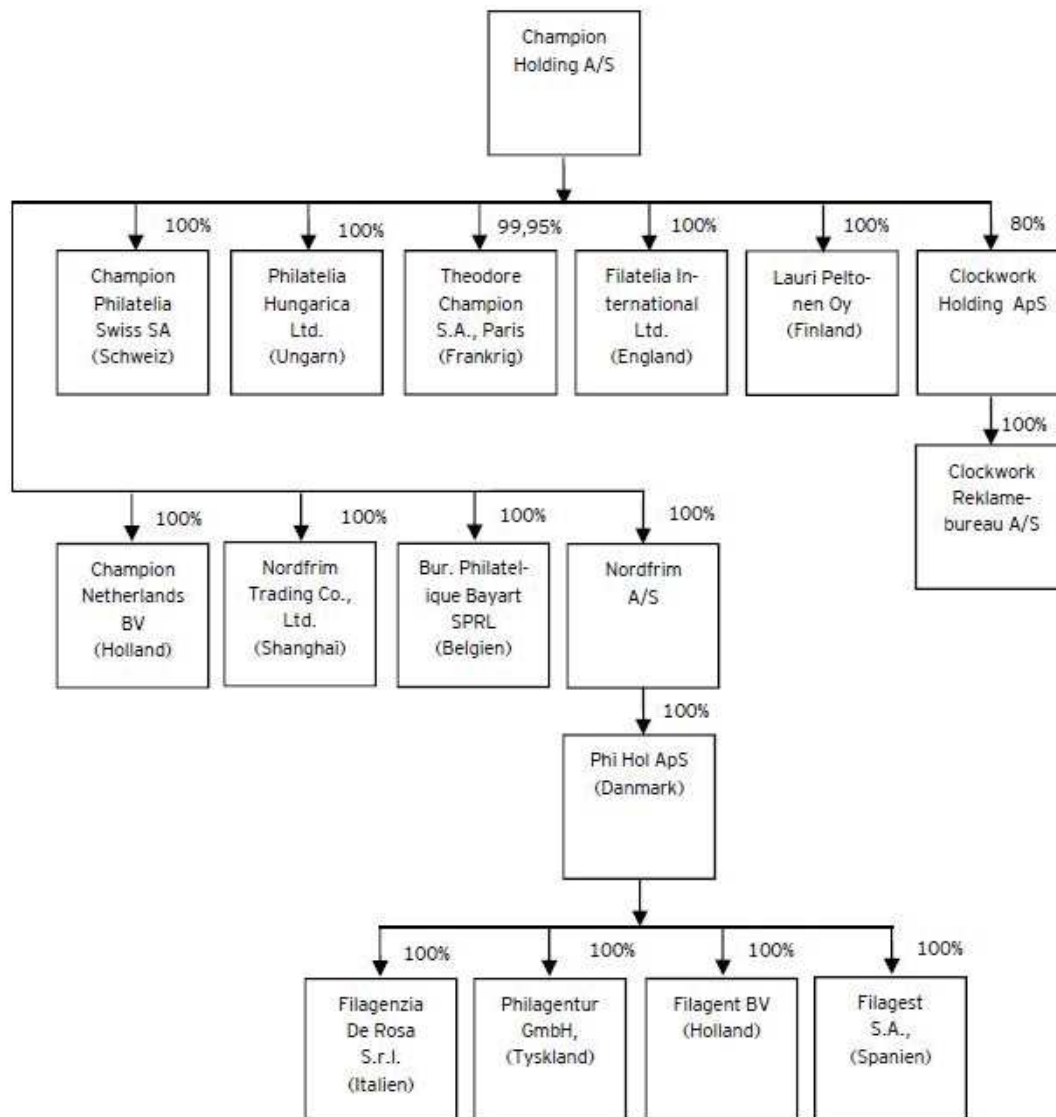 Champion
Holding A/S
100%
100%
99,95%
100%
100%
80%
Champion
Philatelia
Swiss SA
(Schweiz)
Philatelia
Hungarica
Ltd.
(Ungarn)
Theodore
Champion
S.A., Paris
(Frankrig)
Filatelia In-
ternational
Ltd.
(England)
Lauri Pelto-
nen Oy
(Finland)
Clockwork
Holding ApS
100%
Clockwork
Reklame-
bureau A/S
100%
100%
100%
100%
Champion
Netherlands
BV
(Holland)
Nordfrim
Trading Co.,
Ltd.
(Shanghai)
Bur. Philatel-
ique Bayart
SPRL
(Belgien)
Nordfrim
A/S
100%
Phi Hol ApS
(Danmark)
100%
100%
100%
100%
Filagenzia
De Rosa
S.r.l.
(Italien)
Philagentur
GmbH,
(Tyskland)
Filagent BV
(Holland)
Filagest
S.A.,
(Spanien)